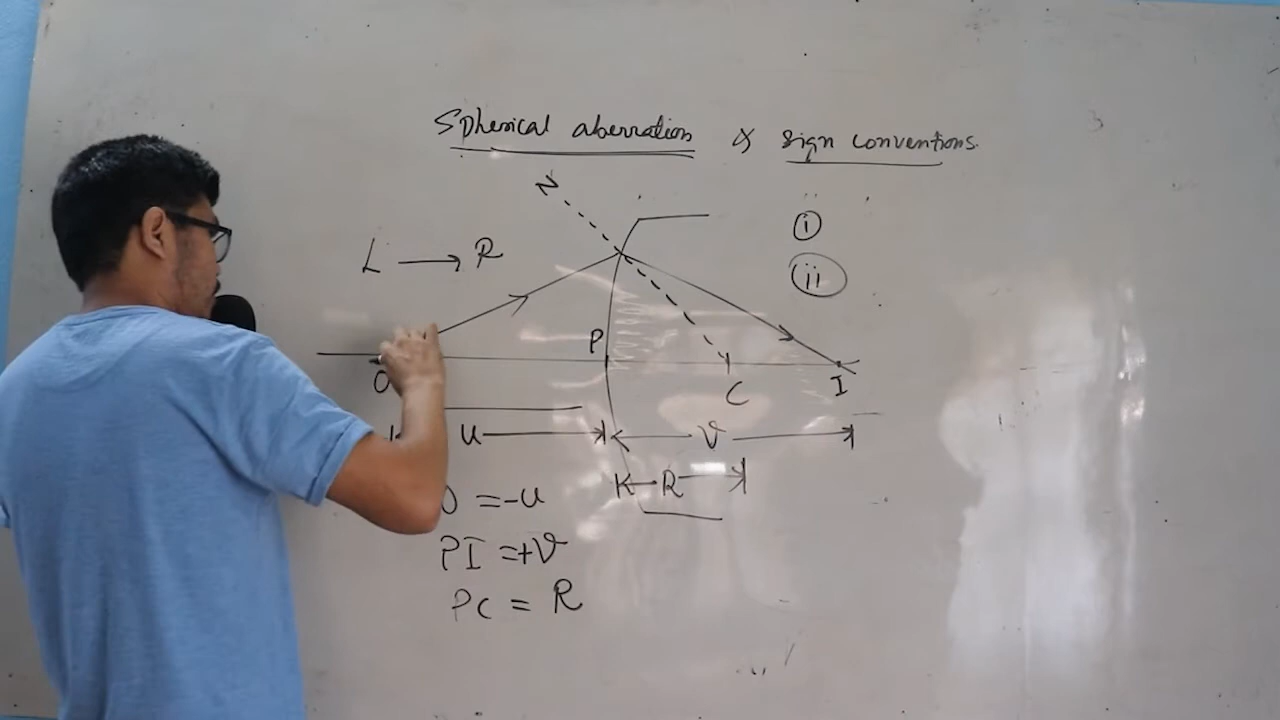 Spherical aberration & sign conventions.
N
i
L → R
ii
P
O
C
I
u
v
R
O = -u
PI = +v
PC = R